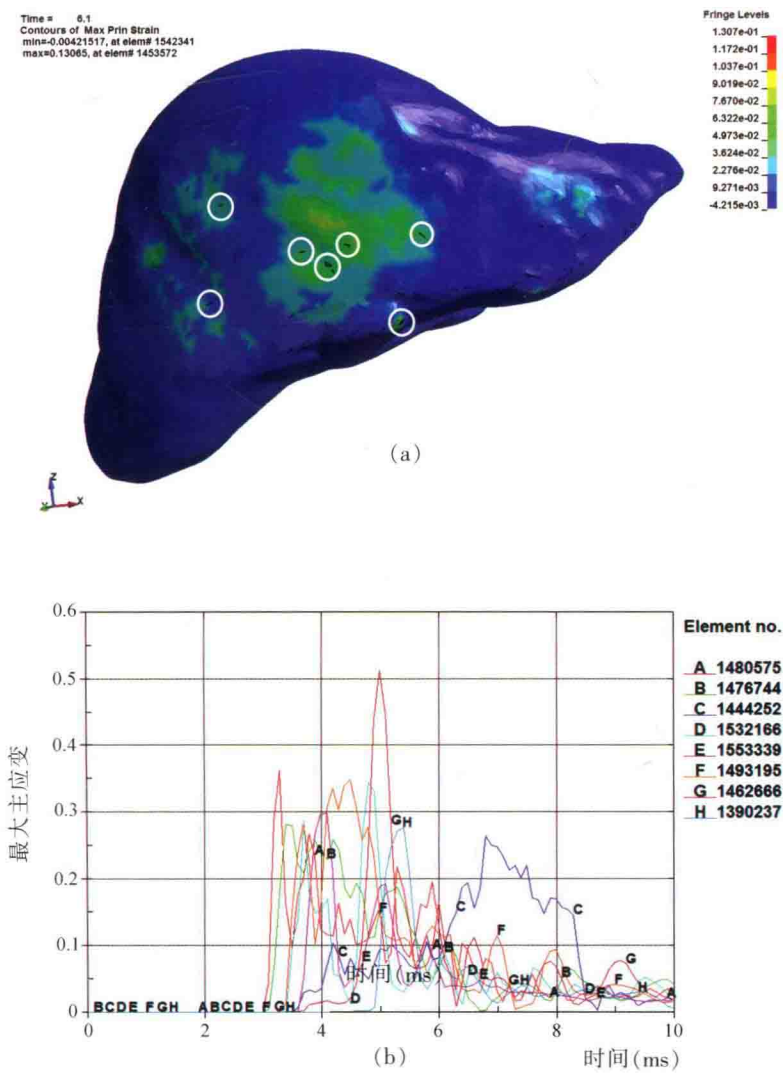 Time = 6.1
Contours of Max Prin Strain
min=-0.00421517, at elem# 1542341
max=0.13065, at elem# 1453572
Fringe Levels
1.307e-01
1.172e-01
1.037e-01
9.019e-02
7.670e-02
6.322e-02
4.973e-02
3.624e-02
2.276e-02
9.271e-03
-4.215e-03
Z
Y X
(a)
0.6
0.5
0.4
0.3
0.2
0.1
0
最大主应变
Element no.
A 1480575
B 1476744
C 1444252
D 1532166
E 1553339
F 1493195
G 1462666
H 1390237
GH
A B
F
C
C
E
D
A B
D E
F
GH
A
B
C
D E
F
G
H
A
时间(ms
BCDE FGH ABCDE FGH
0 2 4 6 8 10
(b)
时间(ms)